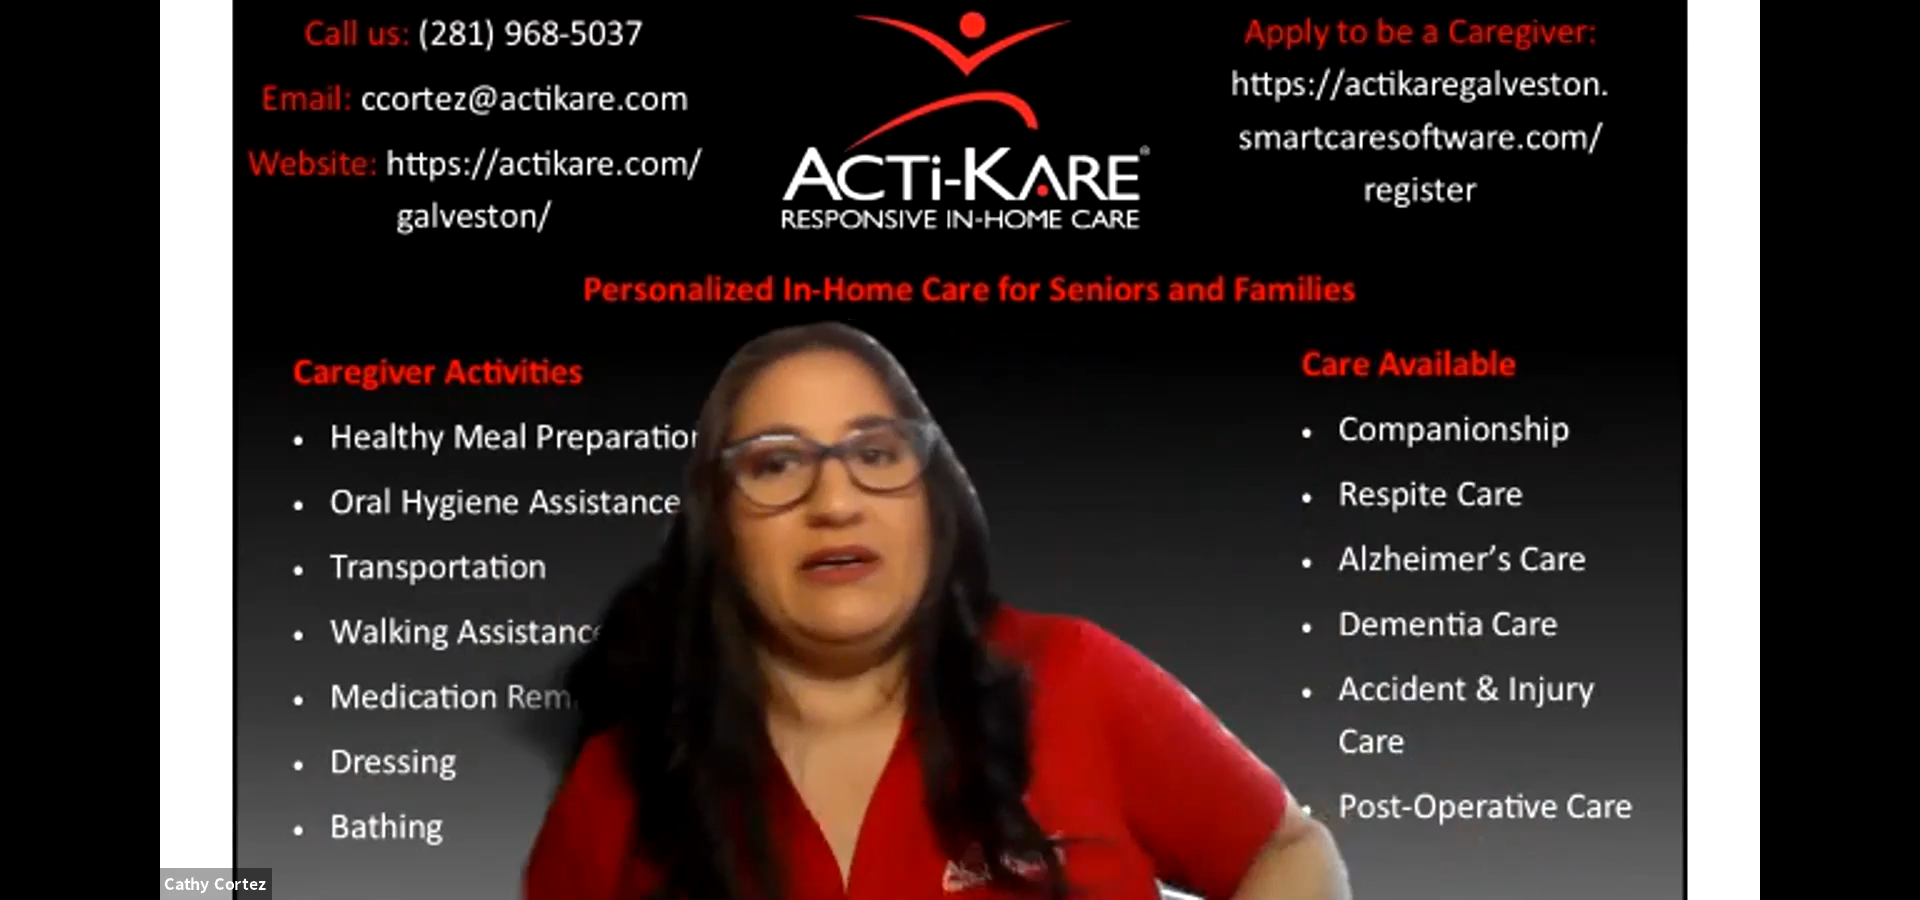 Call us: (281) 968-5037
Email: ccortez@actikare.com
Website: https://actikare.com/
galveston/
ACTi-KARE®
RESPONSIVE IN-HOME CARE
Apply to be a Caregiver:
https://actikaregalveston.
smartcaresoftware.com/
register
Personalized In-Home Care for Seniors and Families
Caregiver Activities
• Healthy Meal Preparation
• Oral Hygiene Assistance
• Transportation
• Walking Assistance
• Medication
• Dressing
• Bathing
Care Available
• Companionship
• Respite Care
• Alzheimer’s Care
• Dementia Care
• Accident & Injury
Care
• Post-Operative Care
Cathy Cortez